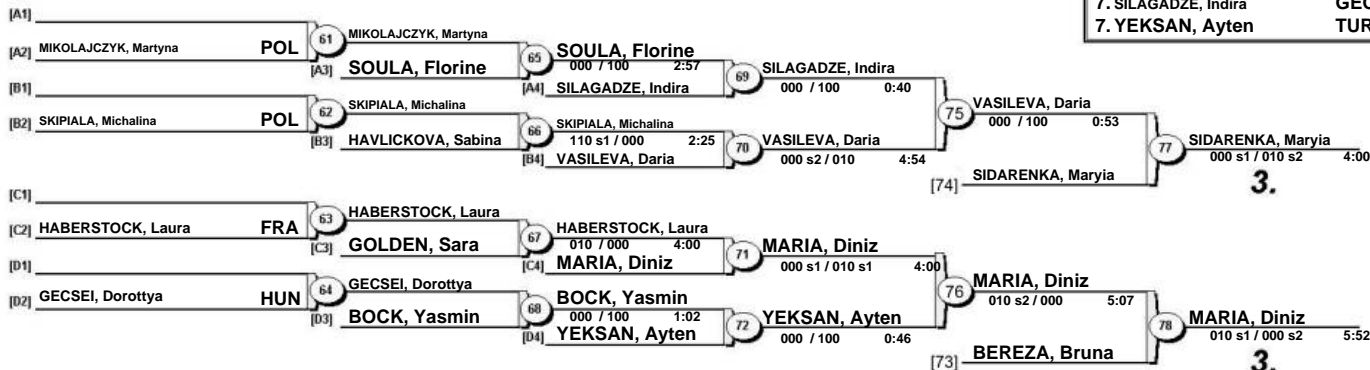 7. SILAGADZE, Indira GEO
7. YEKSAN, Ayten TUR
[A1]
[A2] MIKOLAJCZYK, Martyna POL
61 MIKOLAJCZYK, Martyna
[A3] SOULA, Florine
65 SOULA, Florine
000 / 100 2:57
[A4] SILAGADZE, Indira
69 SILAGADZE, Indira
000 / 100 0:40
[B1]
[B2] SKIPIALA, Michalina POL
62 SKIPIALA, Michalina
[B3] HAVLICKOVA, Sabina
66 SKIPIALA, Michalina
110 s1 / 000 2:25
[B4] VASILEVA, Daria
70 VASILEVA, Daria
000 s2 / 010 4:54
75 VASILEVA, Daria
000 / 100 0:53
[74] SIDARENKA, Maryia
77 SIDARENKA, Maryia
000 s1 / 010 s2 4:00
3.
[C1]
[C2] HABERSTOCK, Laura FRA
63 HABERSTOCK, Laura
[C3] GOLDEN, Sara
67 HABERSTOCK, Laura
010 / 000 4:00
[C4] MARIA, Diniz
71 MARIA, Diniz
000 s1 / 010 s1 4:00
[D1]
[D2] GECSEI, Dorottya HUN
64 GECSEI, Dorottya
[D3] BOCK, Yasmin
68 BOCK, Yasmin
000 / 100 1:02
[D4] YEKSAN, Ayten
72 YEKSAN, Ayten
000 / 100 0:46
76 MARIA, Diniz
010 s2 / 000 5:07
[73] BEREZA, Bruna
78 MARIA, Diniz
010 s1 / 000 s2 5:52
3.